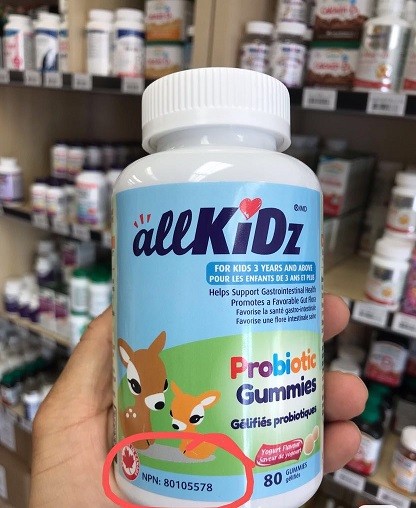 allKiDz
®/MD
FOR KIDS 3 YEARS AND ABOVE
POUR LES ENFANTS DE 3 ANS ET PLUS
Helps Support Gastrointestinal Health
Promotes a Favorable Gut Flora
Favorise la santé gastro-intestinale
Favorise une flore intestinale saine
Probiotic
Gummies
Gélifiés probiotiques
Yogurt Flavour
Saveur de yogourt
NPN: 80105578
80 GUMMIES
gélifiés